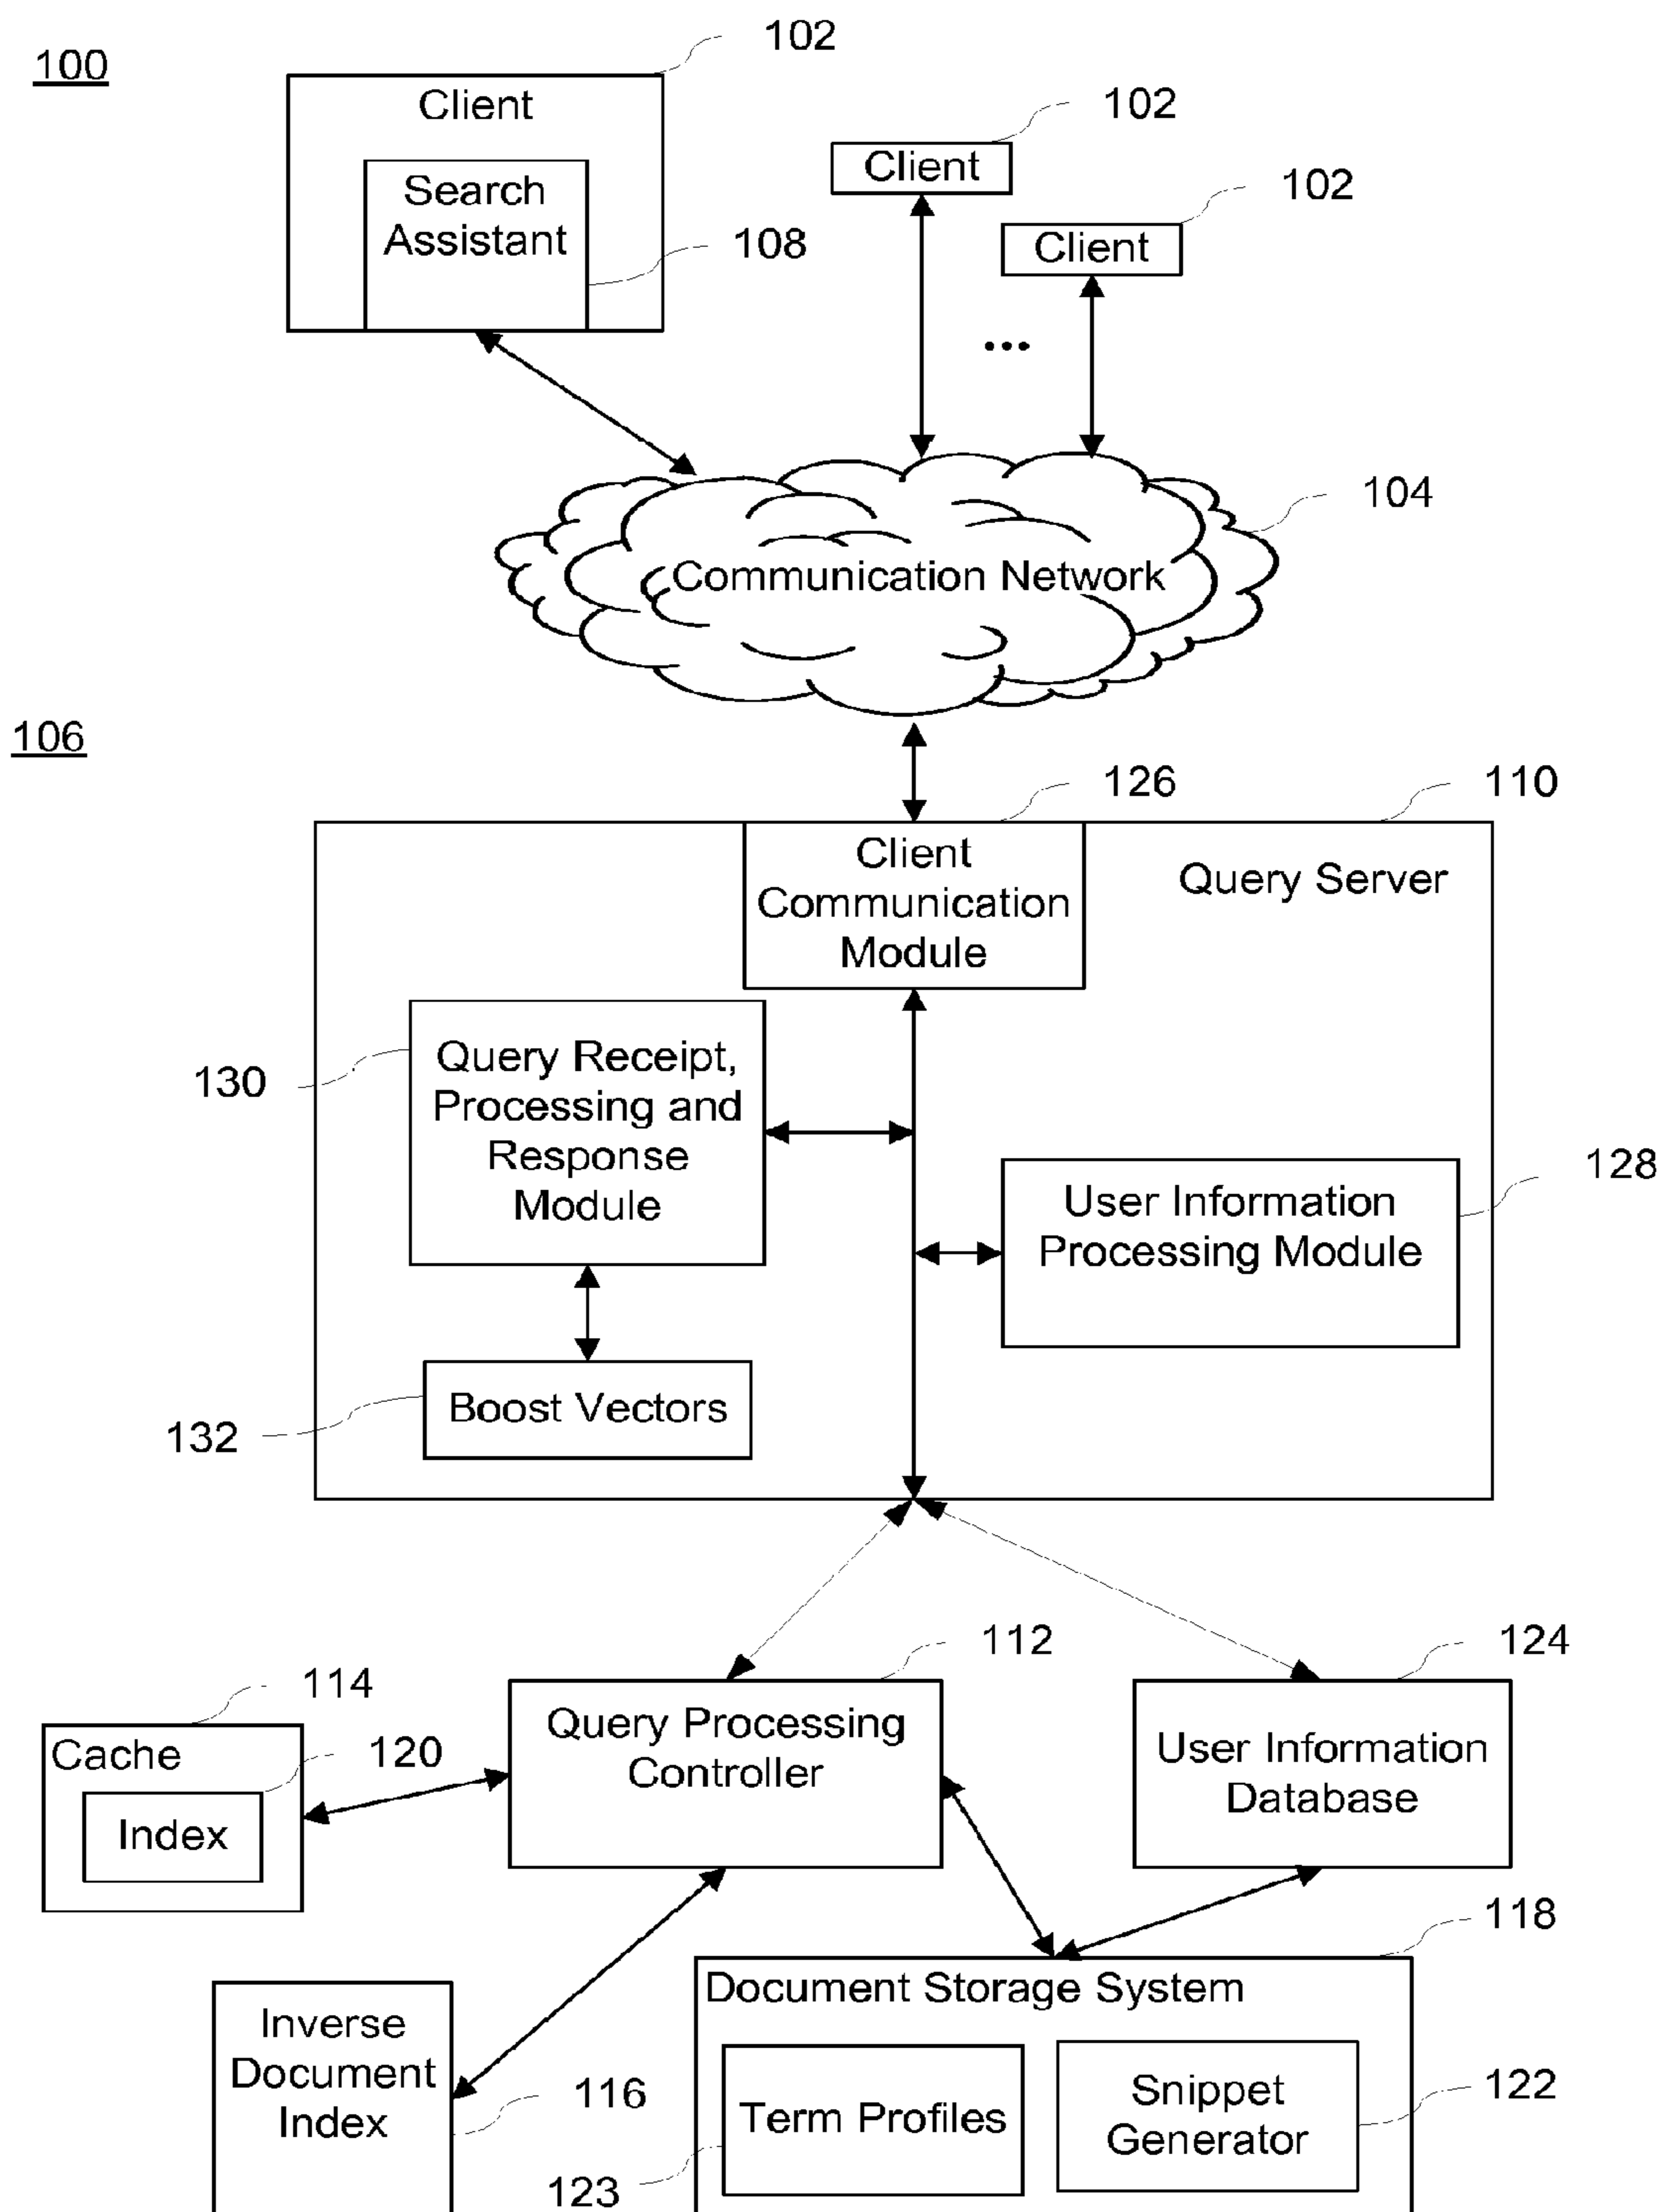 100
102
Client
Search
Assistant
108
102
Client
102
Client
...
104
Communication Network
106
126
110
Client
Communication
Module
Query Server
130
Query Receipt,
Processing and
Response
Module
128
User Information
Processing Module
132
Boost Vectors
112
124
114
Cache
120
Index
Query Processing
Controller
User Information
Database
118
Document Storage System
Inverse
Document
Index
116
Term Profiles
123
Snippet
Generator
122